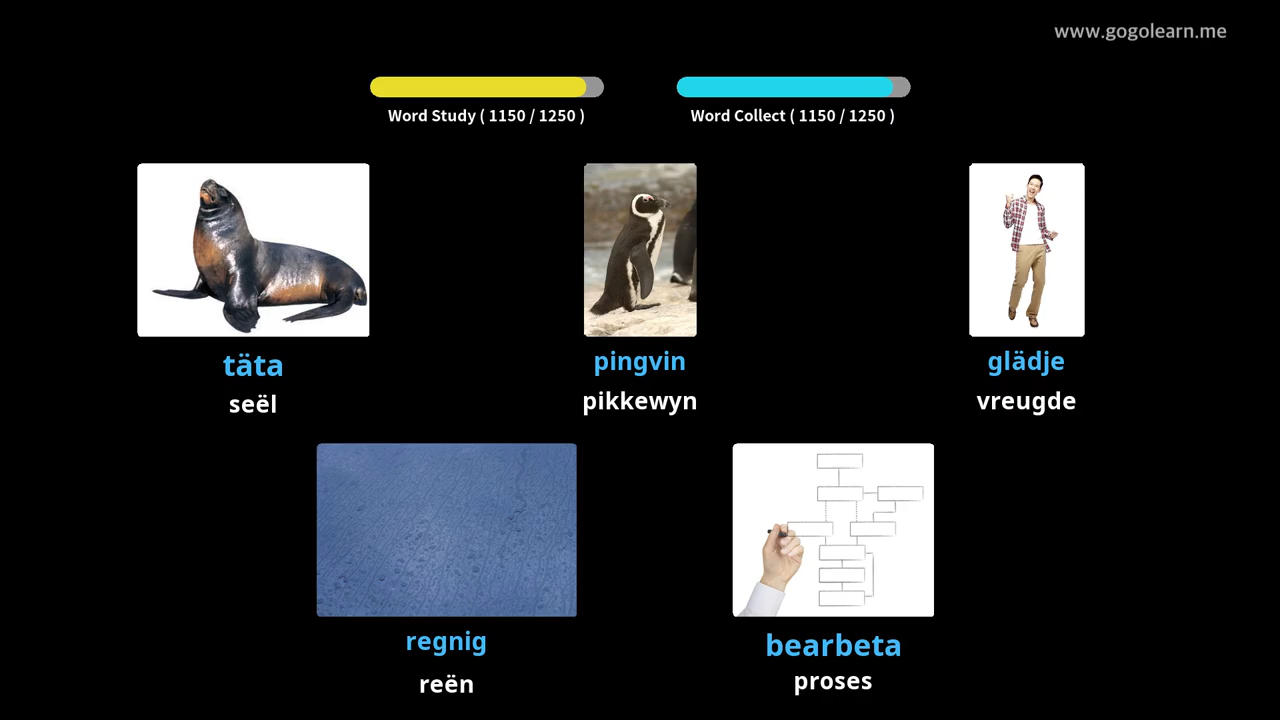 www.gogolearn.me
Word Study ( 1150 / 1250 )
Word Collect ( 1150 / 1250 )
täta
pingvin
glädje
seël
pikkewyn
vreugde
regnig
bearbeta
reën
proses